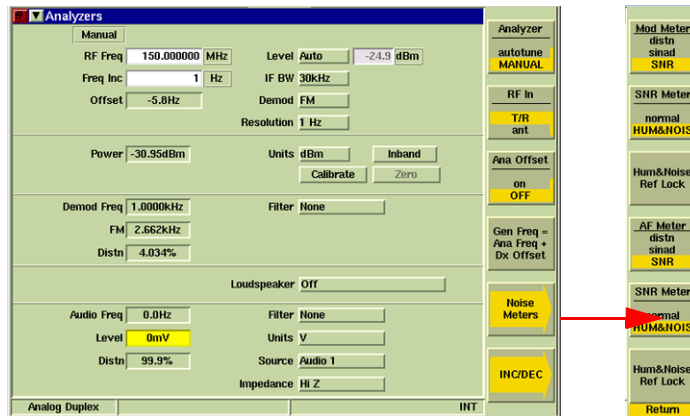 Analyzers
Manual
RF Freq 150.000000 MHz Level Auto -24.9 dBm
Freq Inc 1 Hz IF BW 30kHz
Offset -5.8Hz Demod FM
Resolution 1 Hz
Power -30.95dBm Units dBm Inband
Calibrate Zero
Demod Freq 1.0000kHz Filter None
FM 2.662kHz
Distn 4.034%
Loudspeaker Off
Audio Freq 0.0Hz Filter None
Level 0mV Units V
Distn 99.9% Source Audio 1
Impedance Hi Z
Analog Duplex INT
Analyzer
autotune
MANUAL
RF In
T/R
ant
Ana Offset
on
OFF
Gen Freq =
Ana Freq +
Dx Offset
Noise
Meters
INC/DEC
Mod Meter
distn
sinad
SNR
SNR Meter
normal
HUM&NOIS
Hum&Noise
Ref Lock
AF Meter
distn
sinad
SNR
SNR Meter
HUM&NOIS
Hum&Noise
Ref Lock
Return